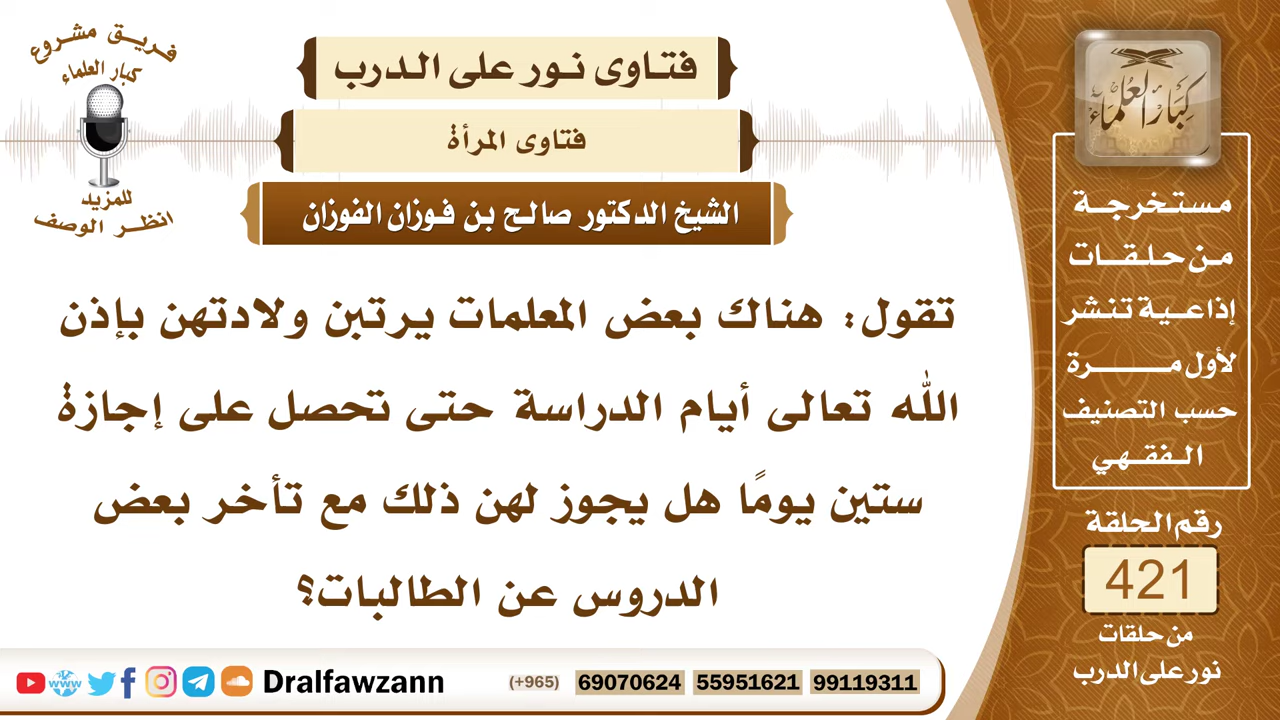 فتاوى نور على الدرب
فتاوى المرأة
الشيخ الدكتور صالح بن فوزان الفوزان
تقول: هناك بعض المعلمات يرتبن ولادتهن بإذن
الله تعالى أيام الدراسة حتى تحصل على إجازة
ستين يومًا هل يجوز لهن ذلك مع تأخر بعض
الدروس عن الطالبات؟
فريق مشروع
كبار العلماء
للمزيد
انظر الوصف
كبار العلماء
مستخرجة
من حلقات
إذاعية تنشر
لأول مرة
حسب التصنيف
الفقهي
رقم الحلقة
421
من حلقات
نور على الدرب
www Dralfawzann (+965) 69070624 55951621 99119311